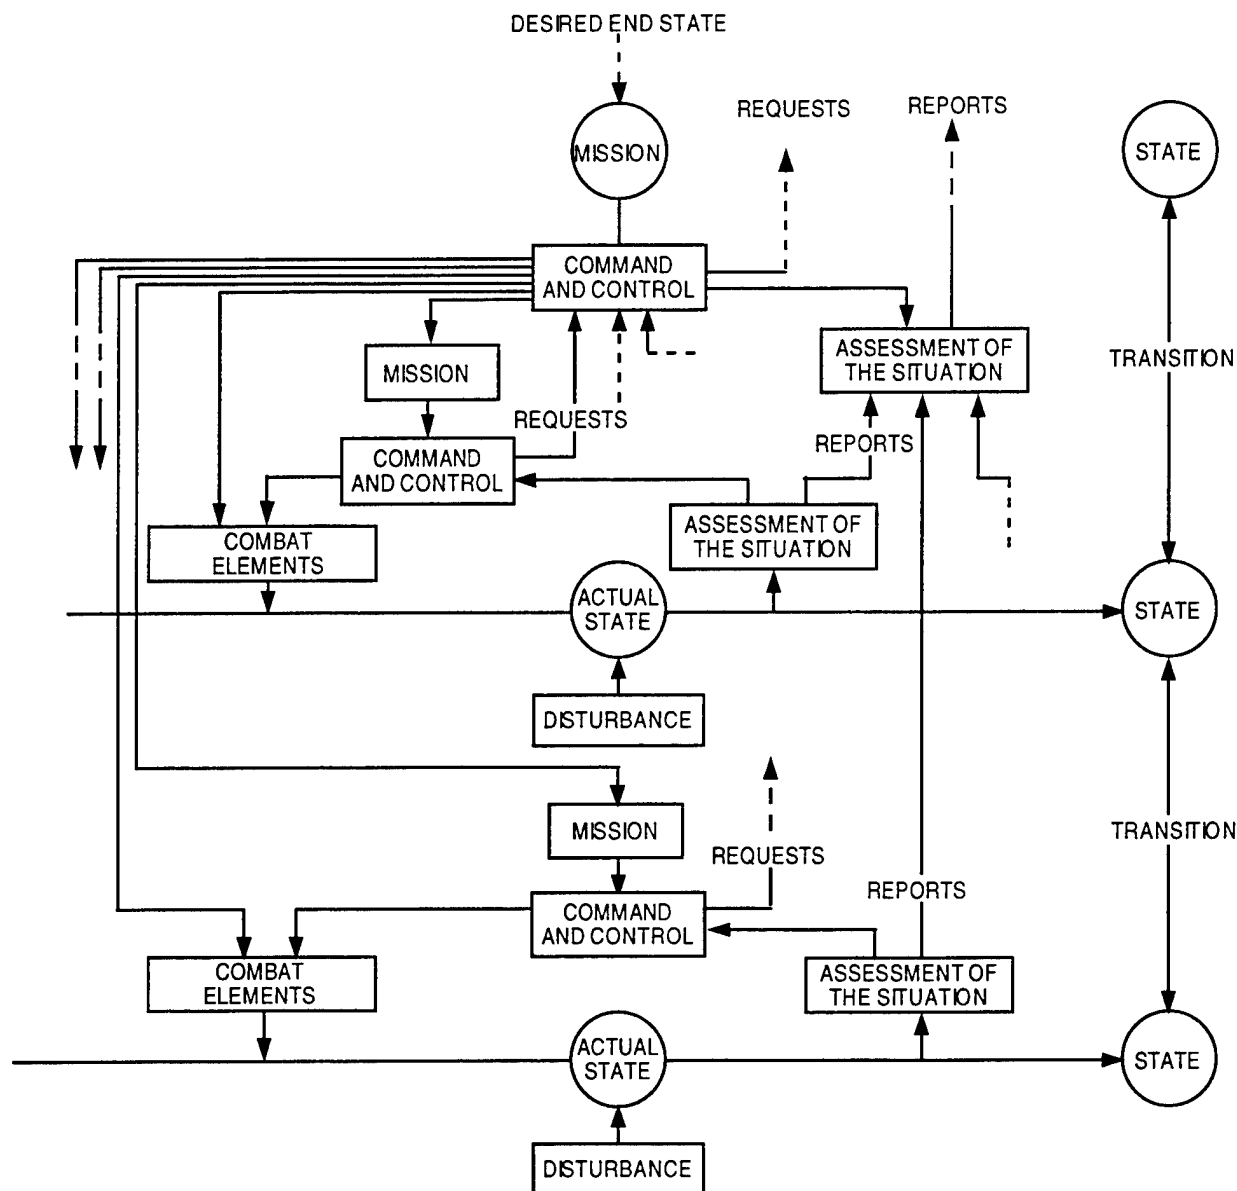 DESIRED END STATE
REQUESTS
REPORTS
MISSION
STATE
COMMAND
AND CONTROL
ASSESSMENT OF
THE SITUATION
TRANSITION
MISSION
REQUESTS
REPORTS
COMMAND
AND CONTROL
ASSESSMENT OF
THE SITUATION
COMBAT
ELEMENTS
ACTUAL
STATE
STATE
DISTURBANCE
MISSION
TRANSITION
REQUESTS
REPORTS
COMMAND
AND CONTROL
COMBAT
ELEMENTS
ASSESSMENT OF
THE SITUATION
ACTUAL
STATE
STATE
DISTURBANCE